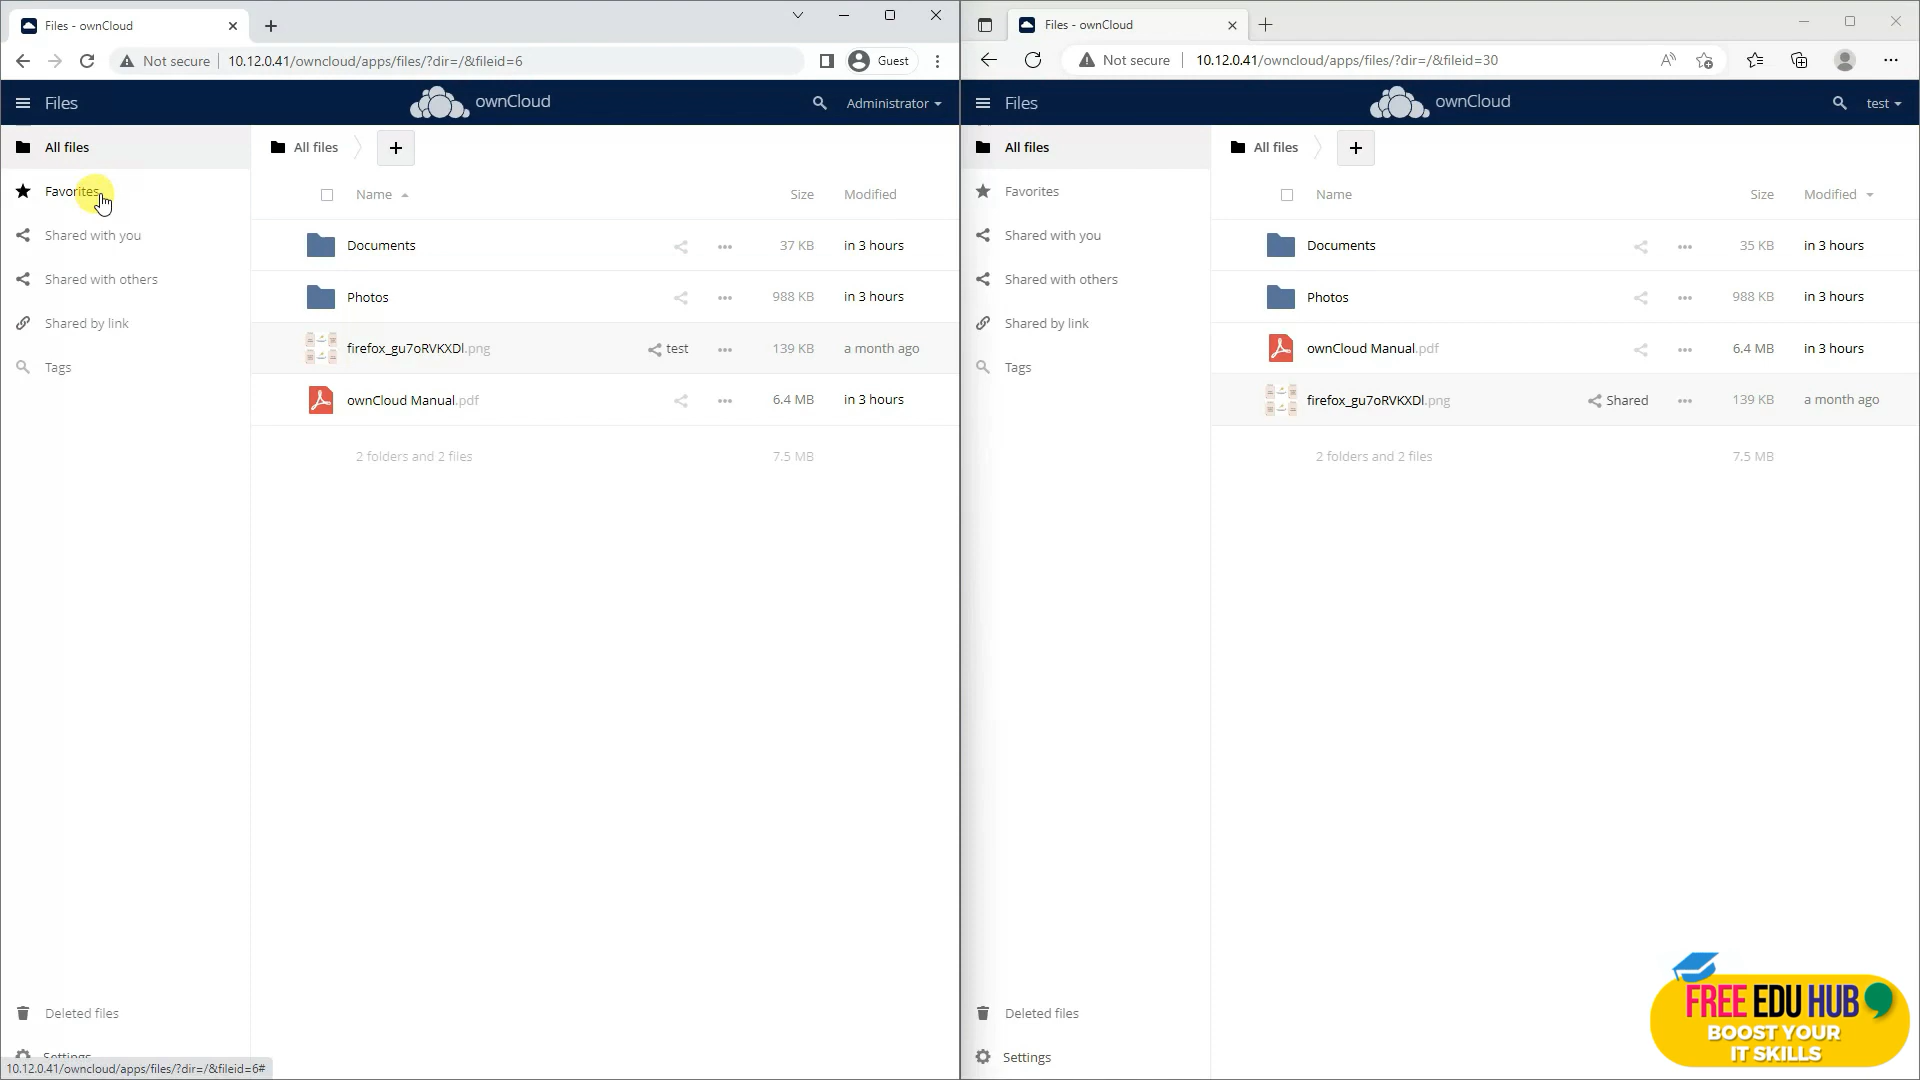 Files - ownCloud
Not secure
10.12.0.41/owncloud/apps/files/?dir=/&fileid=6
Guest
Files
ownCloud
Administrator
All files
Favorites
Shared with you
Shared with others
Shared by link
Tags
All files
+
Name
Size
Modified
Documents
37 KB
in 3 hours
Photos
988 KB
in 3 hours
firefox_gu7oRVKXDl.png
test
139 KB
a month ago
ownCloud Manual.pdf
6.4 MB
in 3 hours
2 folders and 2 files
7.5 MB
Deleted files
Settings
10.12.0.41/owncloud/apps/files/?dir=/&fileid=6#
Files - ownCloud
Not secure
10.12.0.41/owncloud/apps/files/?dir=/&fileid=30
Files
ownCloud
test
All files
Favorites
Shared with you
Shared with others
Shared by link
Tags
All files
+
Name
Size
Modified
Documents
35 KB
in 3 hours
Photos
988 KB
in 3 hours
ownCloud Manual.pdf
6.4 MB
in 3 hours
firefox_gu7oRVKXDl.png
Shared
139 KB
a month ago
2 folders and 2 files
7.5 MB
Deleted files
Settings
FREE EDU HUB
BOOST YOUR
IT SKILLS